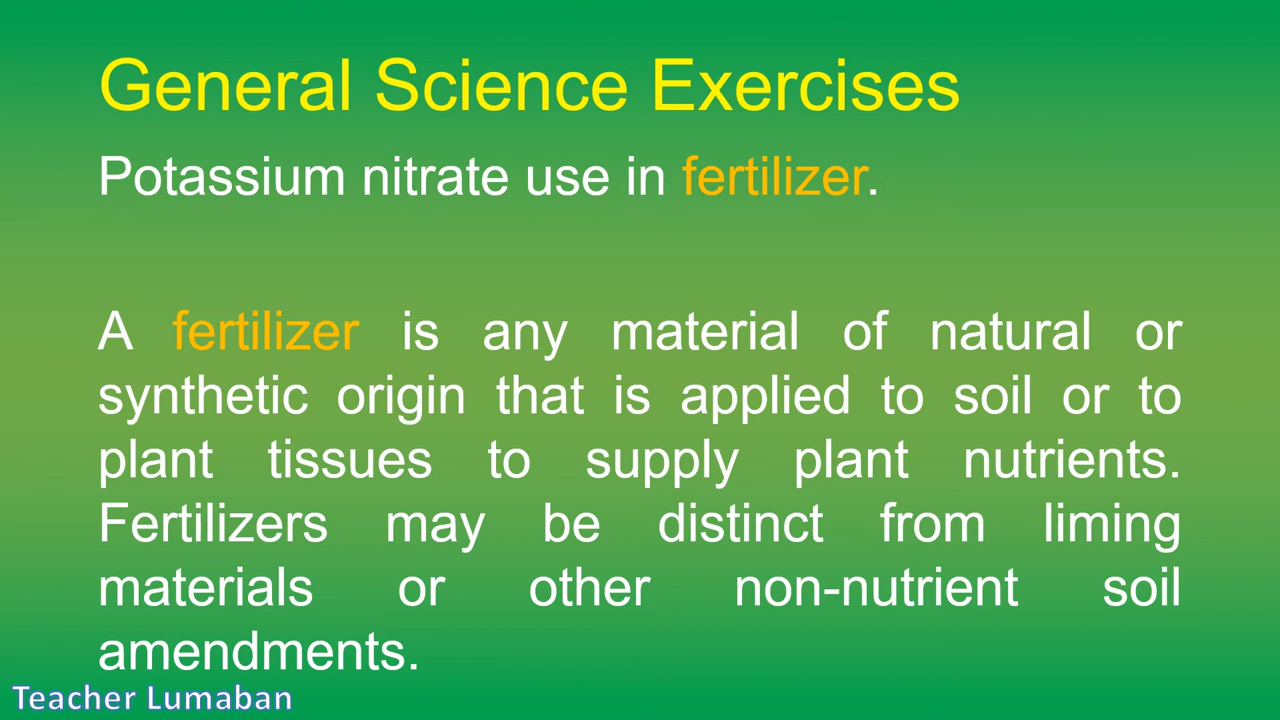 General Science Exercises
Potassium nitrate use in fertilizer.
A fertilizer is any material of natural or
synthetic origin that is applied to soil or to
plant tissues to supply plant nutrients.
Fertilizers may be distinct from liming
materials or other non-nutrient soil
amendments.
Teacher Lumaban